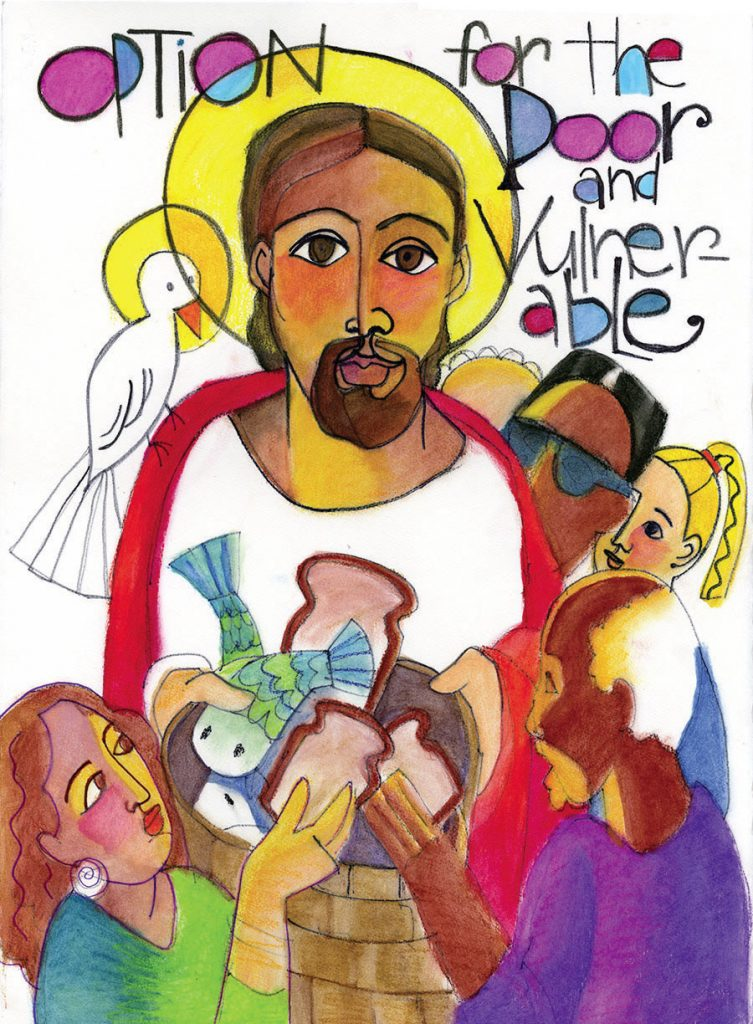 OPTION for the
Poor
and
Vulner-
able